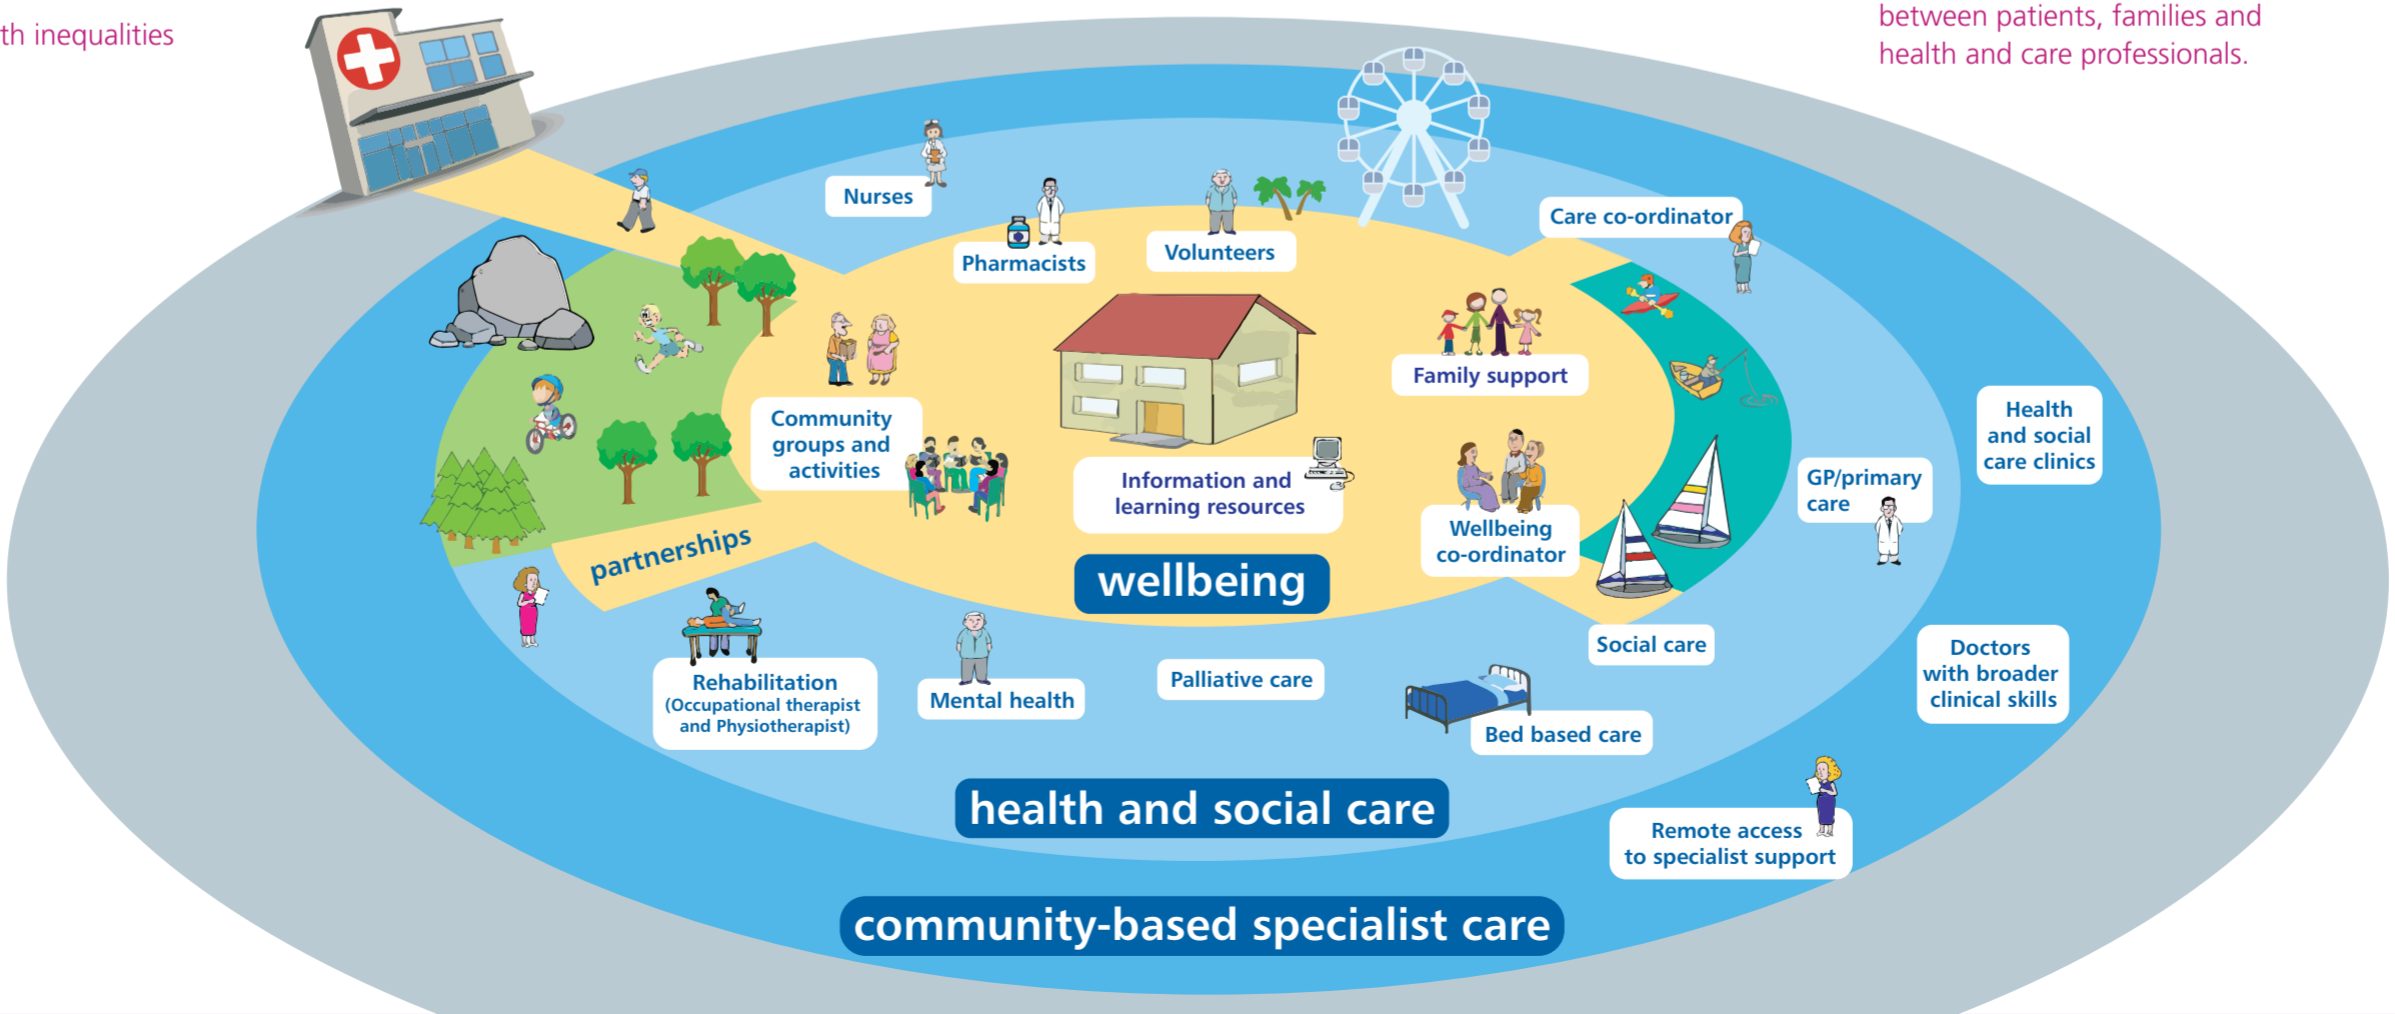 th inequalities
between patients, families and
health and care professionals.
Nurses
Pharmacists
Volunteers
Care co-ordinator
Family support
Community
groups and
activities
Information and
learning resources
Wellbeing
co-ordinator
GP/primary
care
Health
and social
care clinics
partnerships
wellbeing
Social care
Doctors
with broader
clinical skills
Rehabilitation
(Occupational therapist
and Physiotherapist)
Mental health
Palliative care
Bed based care
health and social care
Remote access
to specialist support
community-based specialist care